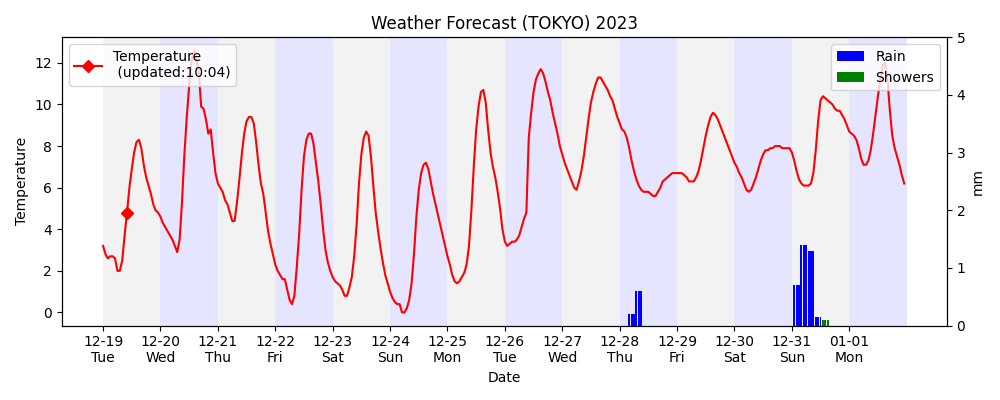 Weather Forecast (TOKYO) 2023
Temperature
(updated:10:04)
Rain
Showers
Temperature
12
10
8
6
4
2
0
5
4
3
2
1
0
mm
12-19 12-20 12-21 12-22 12-23 12-24 12-25 12-26 12-27 12-28 12-29 12-30 12-31 01-01
Tue Wed Thu Fri Sat Sun Mon Tue Wed Thu Fri Sat Sun Mon
Date